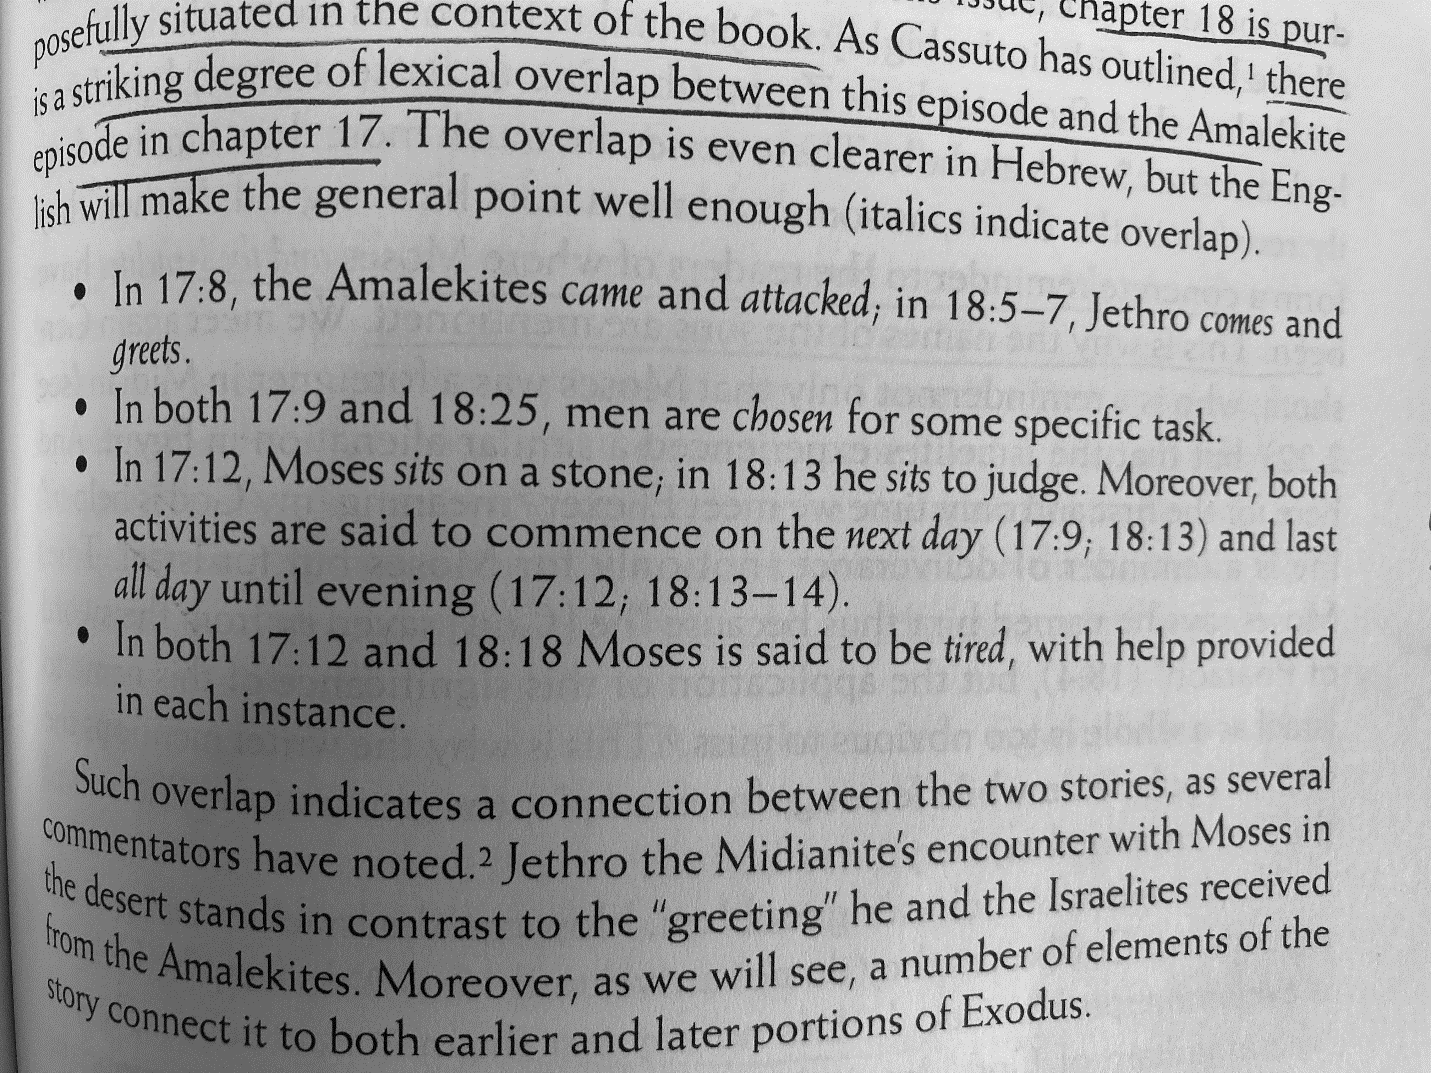 issue, chapter 18 is pur-
posefully situated in the context of the book. As Cassuto has outlined,¹ there
is a striking degree of lexical overlap between this episode and the Amalekite
episode in chapter 17. The overlap is even clearer in Hebrew, but the Eng-
lish will make the general point well enough (italics indicate overlap).
• In 17:8, the Amalekites came and attacked; in 18:5–7, Jethro comes and
greets.
• In both 17:9 and 18:25, men are chosen for some specific task.
• In 17:12, Moses sits on a stone; in 18:13 he sits to judge. Moreover, both
activities are said to commence on the next day (17:9; 18:13) and last
all day until evening (17:12; 18:13–14).
• In both 17:12 and 18:18 Moses is said to be tired, with help provided
in each instance.
Such overlap indicates a connection between the two stories, as several
commentators have noted.² Jethro the Midianite's encounter with Moses in
the desert stands in contrast to the "greeting" he and the Israelites received
from the Amalekites. Moreover, as we will see, a number of elements of the
story connect it to both earlier and later portions of Exodus.